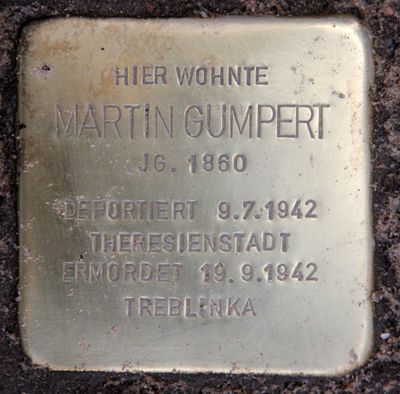 HIER WOHNTE
MARTIN GUMPERT
JG. 1860
DEPORTIERT 9.7.1942
THERESIENSTADT
ERMORDET 19.9.1942
TREBLINKA